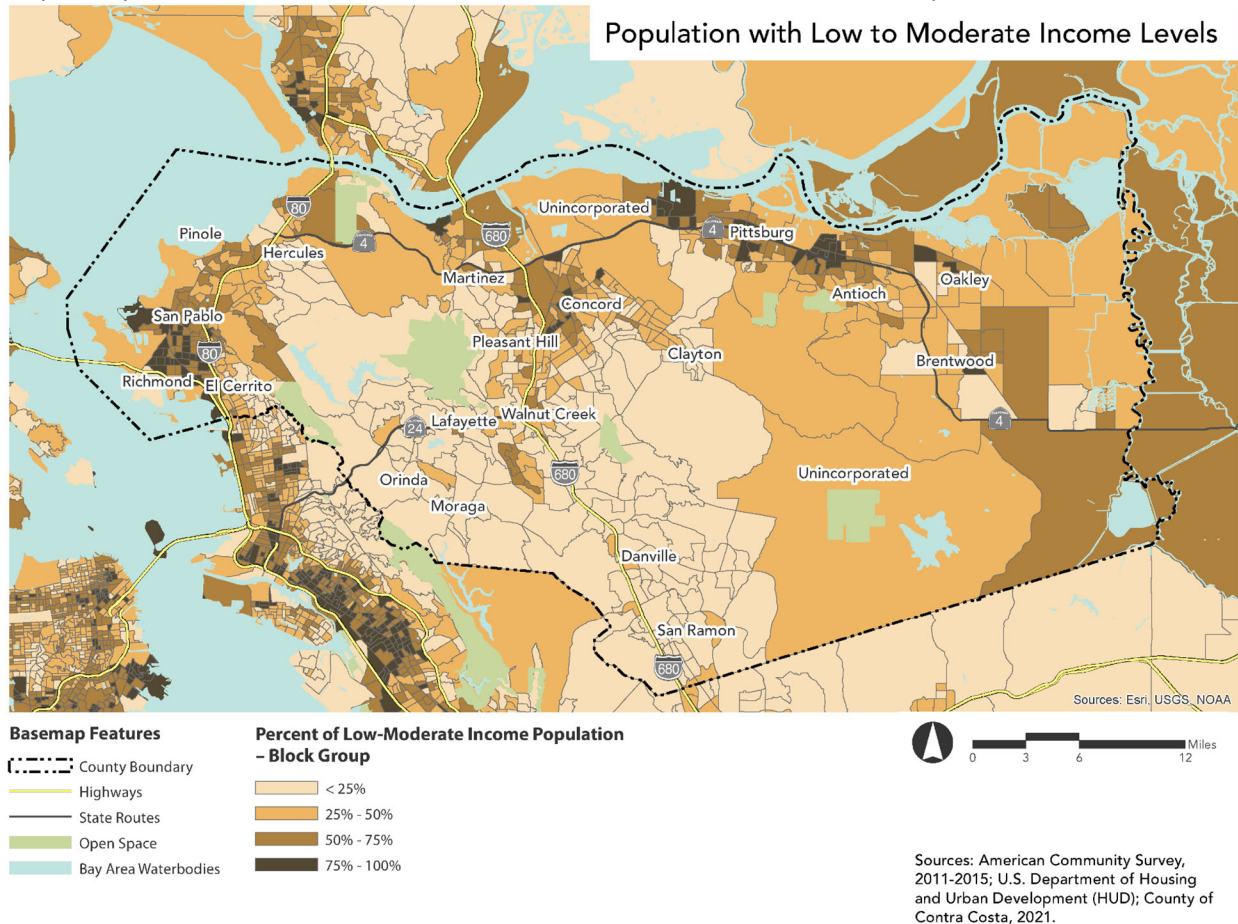 Population with Low to Moderate Income Levels
80
Unincorporated
4
Pittsburg
Pinole
4
680
Hercules
Martinez
Oakley
Antioch
Concord
San Pablo
80
Pleasant Hill
Clayton
Brentwood
Richmond
El Cerrito
Walnut Creek
Lafayette
24
4
680
Unincorporated
Orinda
Moraga
Danville
San Ramon
680
Sources: Esri, USGS, NOAA
Basemap Features
County Boundary
Highways
State Routes
Open Space
Bay Area Waterbodies
Percent of Low-Moderate Income Population
– Block Group
< 25%
25% - 50%
50% - 75%
75% - 100%
Miles
0 3 6 12
Sources: American Community Survey,
2011-2015; U.S. Department of Housing
and Urban Development (HUD); County of
Contra Costa, 2021.